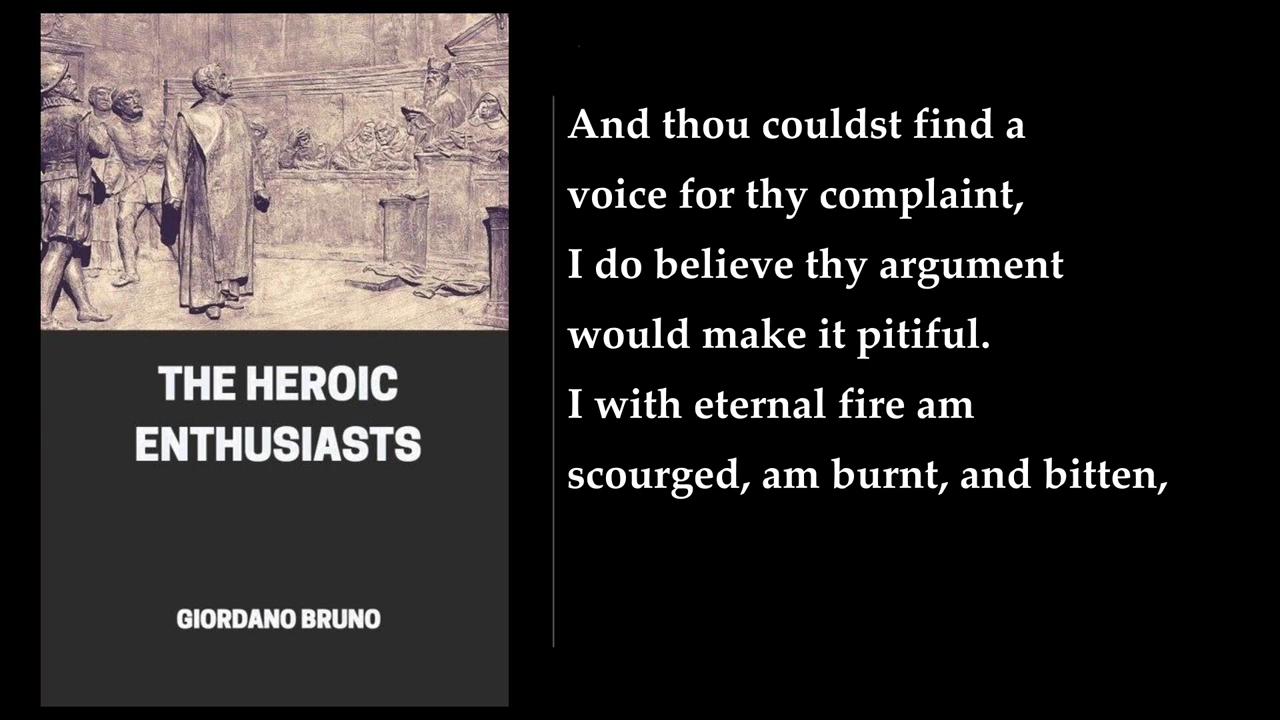 THE HEROIC
ENTHUSIASTS
GIORDANO BRUNO
And thou couldst find a
voice for thy complaint,
I do believe thy argument
would make it pitiful.
I with eternal fire am
scourged, am burnt, and bitten,